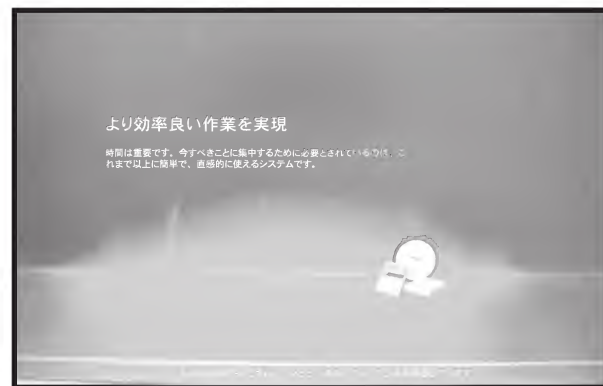 より効率良い作業を実現
時間は重要です。今すべきことに集中するために必要とされているのは、こ
れまで以上に簡単で、直感的に使えるシステムです。